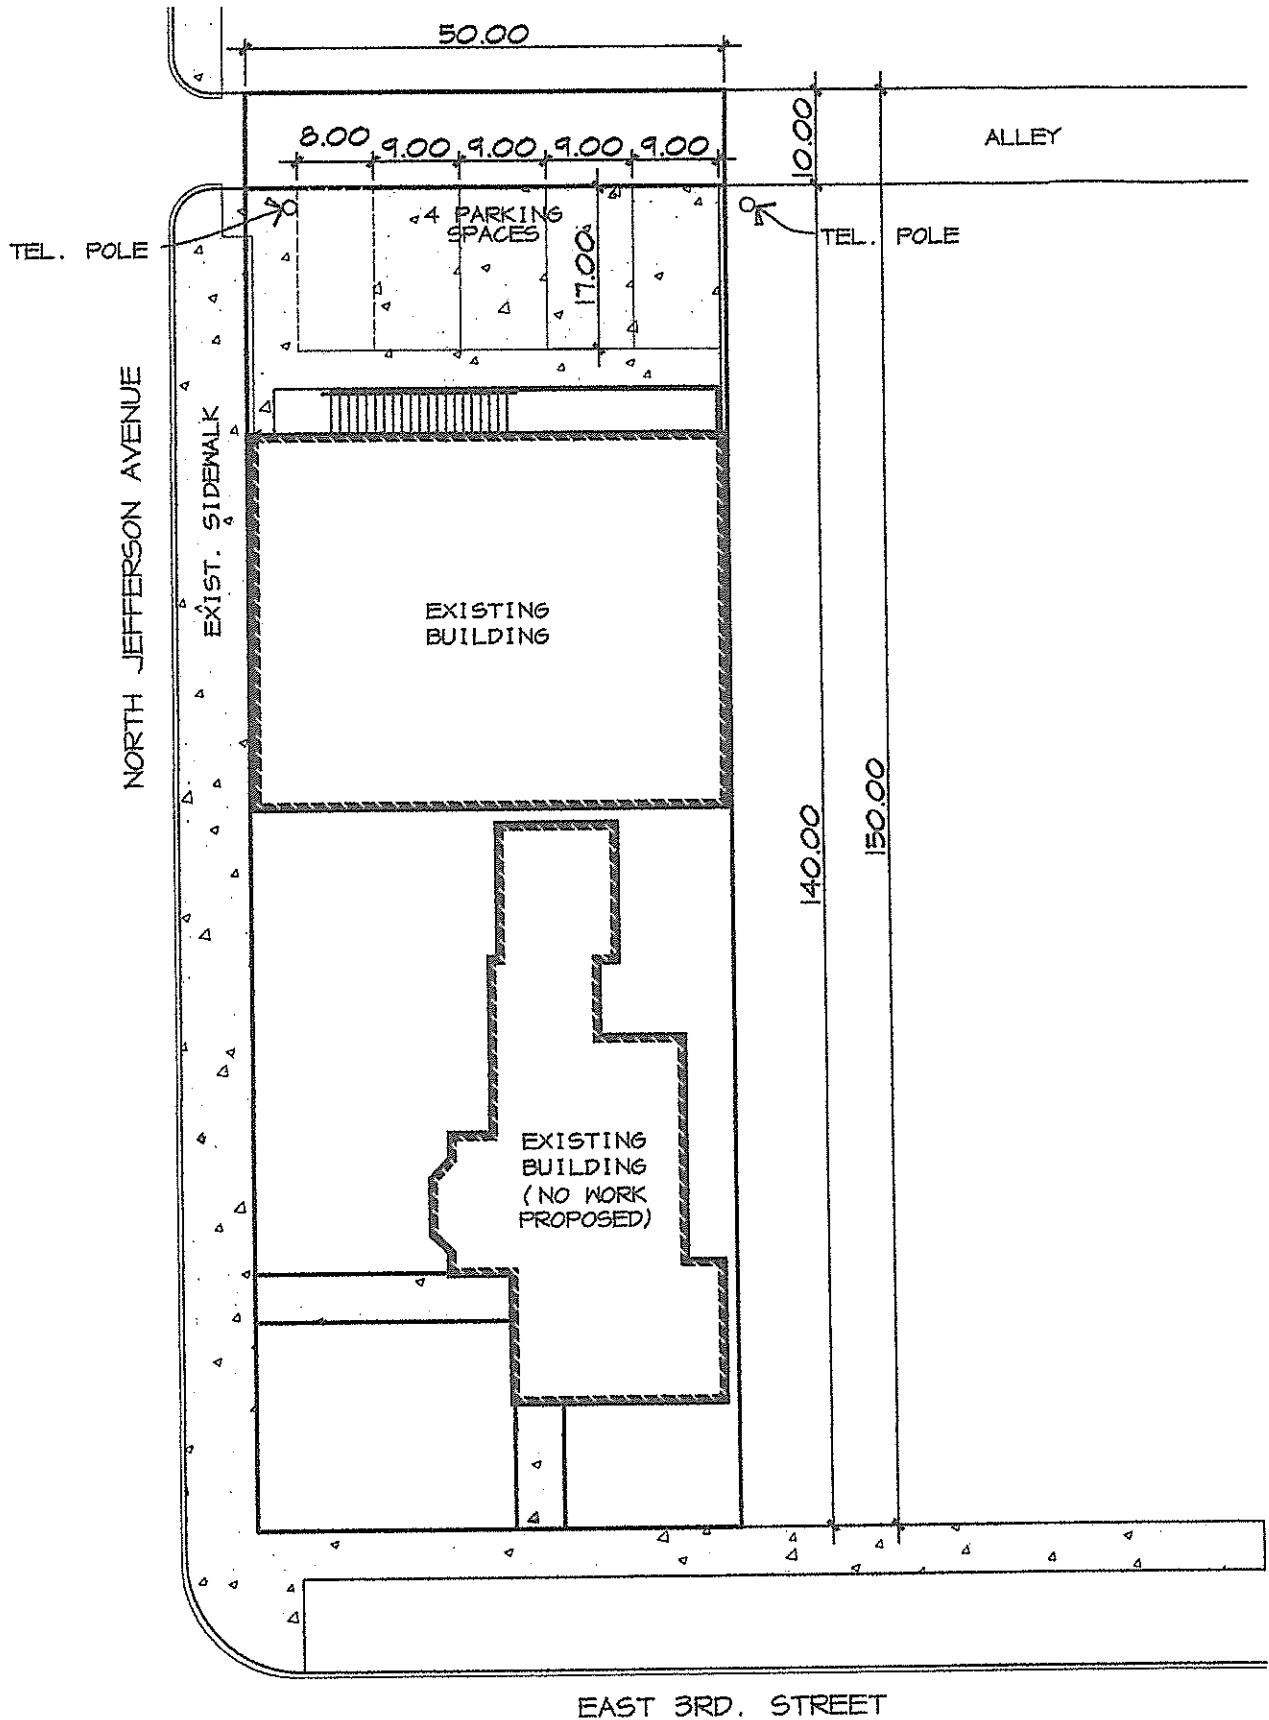 50.00
8.00
9.00
9.00
9.00
9.00
10.00
ALLEY
4 PARKING
SPACES
17.00
TEL. POLE
TEL. POLE
NORTH JEFFERSON AVENUE
EXIST. SIDEWALK
EXISTING
BUILDING
140.00
150.00
EXISTING
BUILDING
(NO WORK
PROPOSED)
EAST 3RD. STREET